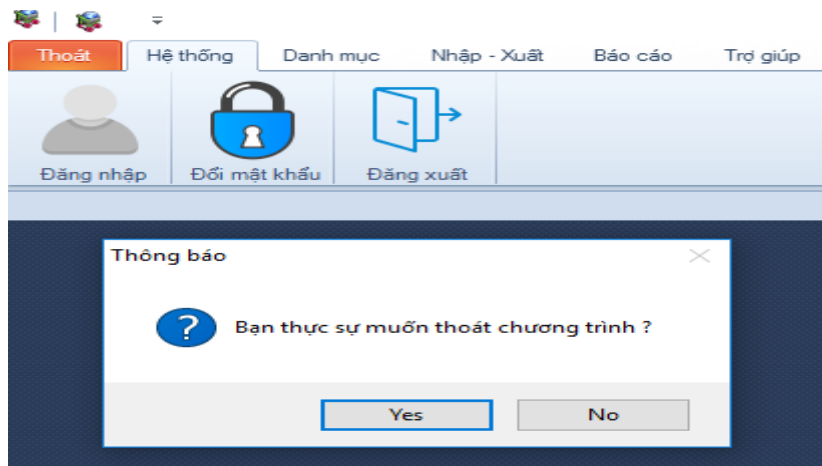 Thoát Hệ thống Danh mục Nhập - Xuất Báo cáo Trợ giúp
Đăng nhập Đổi mật khẩu Đăng xuất
Thông báo
Bạn thực sự muốn thoát chương trình ?
Yes No